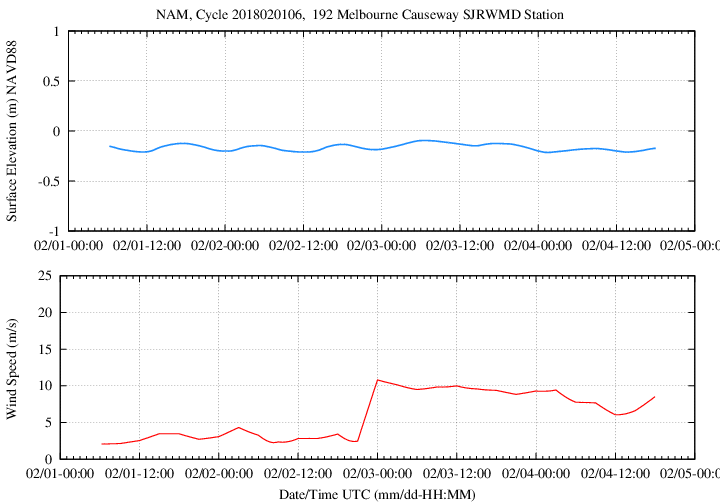 NAM, Cycle 2018020106,  192 Melbourne Causeway SJRWMD Station
Surface Elevation (m) NAVD88
1
0.5
0
-0.5
-1
02/01-00:00 02/01-12:00 02/02-00:00 02/02-12:00 02/03-00:00 02/03-12:00 02/04-00:00 02/04-12:00 02/05-00:0
Wind Speed (m/s)
25
20
15
10
5
0
02/01-00:00 02/01-12:00 02/02-00:00 02/02-12:00 02/03-00:00 02/03-12:00 02/04-00:00 02/04-12:00 02/05-00:0
Date/Time UTC (mm/dd-HH:MM)